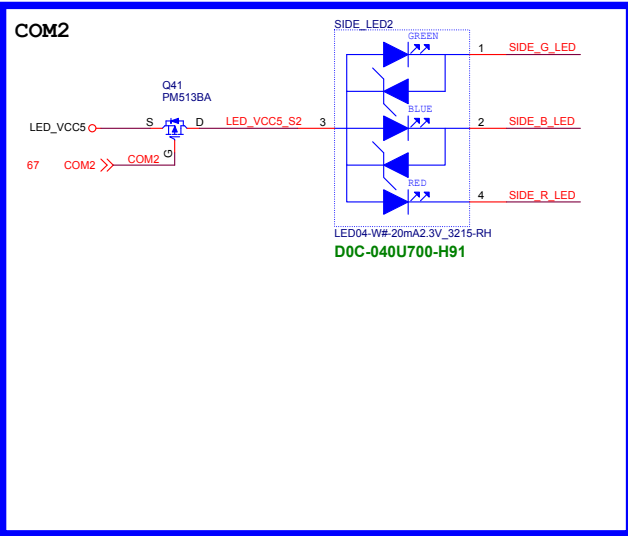 COM2
SIDE_LED2
GREEN
1 SIDE_G_LED
Q41
PM513BA
BLUE
LED_VCC5 S D LED_VCC5_S2 3
2 SIDE_B_LED
G
67 COM2 COM2
RED
4 SIDE_R_LED
LED04-W#-20mA2.3V_3215-RH
D0C-040U700-H91